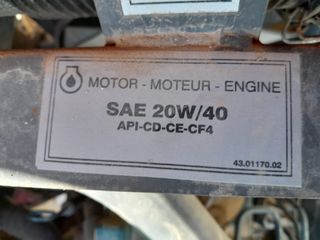 MOTOR - MOTEUR - ENGINE
SAE 20W/40
API-CD-CE-CF4
43.01170.02